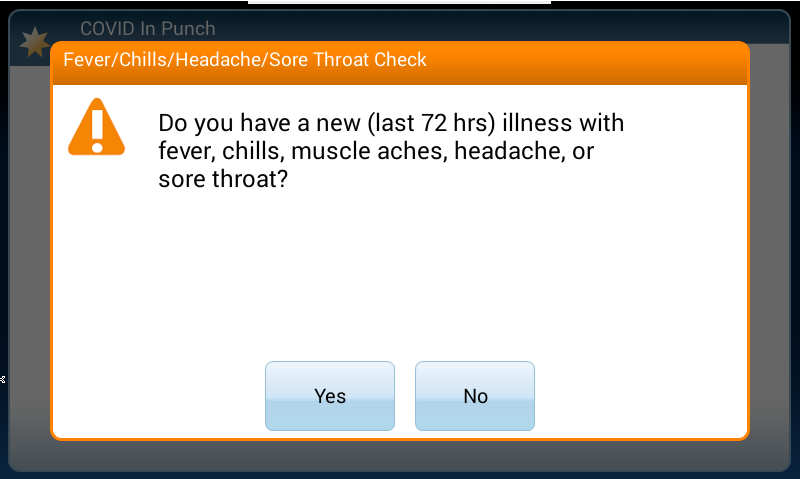 COVID In Punch
Fever/Chills/Headache/Sore Throat Check
Do you have a new (last 72 hrs) illness with
fever, chills, muscle aches, headache, or
sore throat?
Yes
No